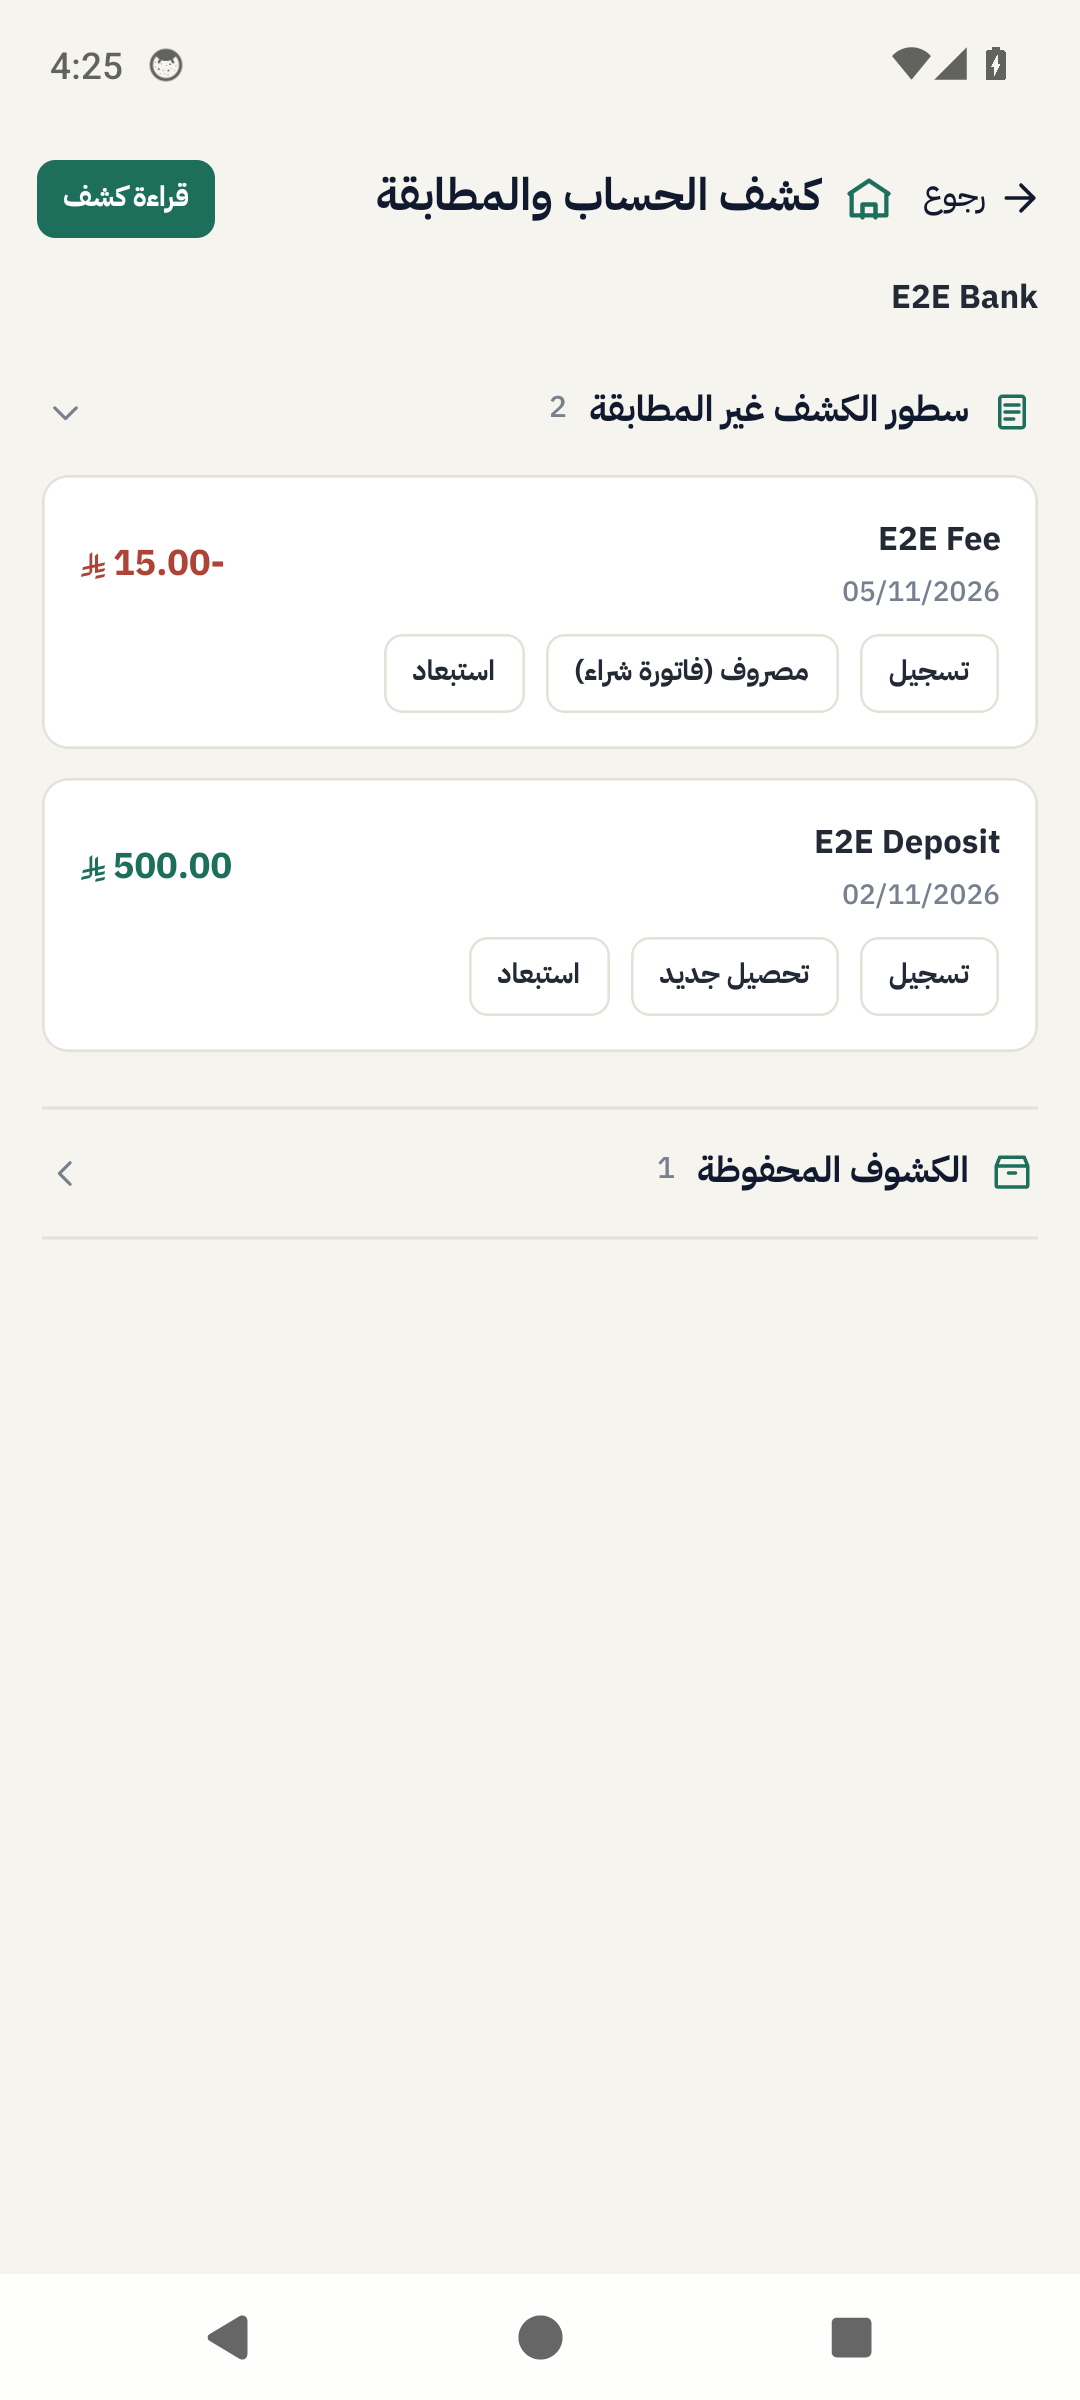 4:25
رجوع
كشف الحساب والمطابقة
قراءة كشف
E2E Bank
سطور الكشف غير المطابقة 2
E2E Fee
15.00-
05/11/2026
تسجيل
مصروف (فاتورة شراء)
استبعاد
E2E Deposit
500.00
02/11/2026
تسجيل
تحصيل جديد
استبعاد
الكشوف المحفوظة 1